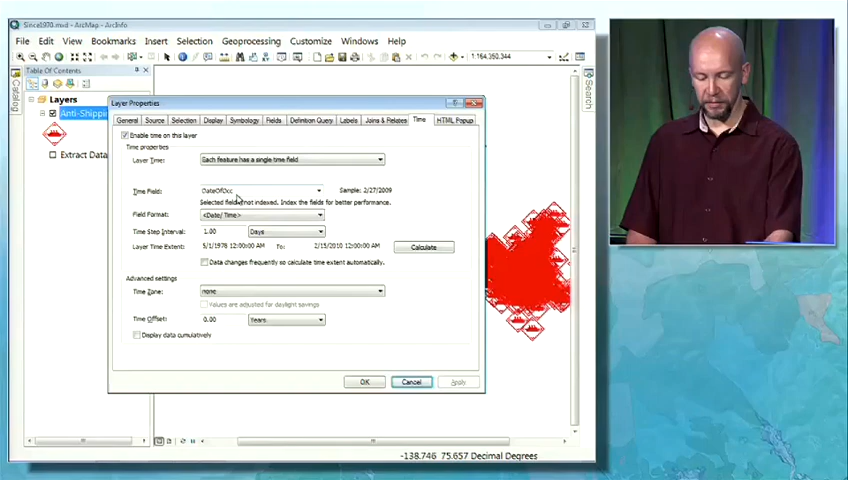 Since1970.mxd - ArcMap - ArcInfo
File Edit View Bookmarks Insert Selection Geoprocessing Customize Windows Help
1:164,350,344
Table Of Contents
Layers
Anti-Shippin
Extract Data
Catalog
Search
Layer Properties
General Source Selection Display Symbology Fields Definition Query Labels Joins & Relates Time HTML Popup
Enable time on this layer
Time properties
Layer Time: Each feature has a single time field
Time Field: DateOfOcc Sample: 2/27/2009
Selected field is not indexed. Index the fields for better performance.
Field Format: <Date/ Time>
Time Step Interval: 1.00 Days
Layer Time Extent: 5/1/1978 12:00:00 AM To: 2/15/2010 12:00:00 AM Calculate
Data changes frequently so calculate time extent automatically.
Advanced settings
Time Zone: none
Values are adjusted for daylight savings
Time Offset: 0.00 Years
Display data cumulatively
OK Cancel Apply
-138.746 75.657 Decimal Degrees